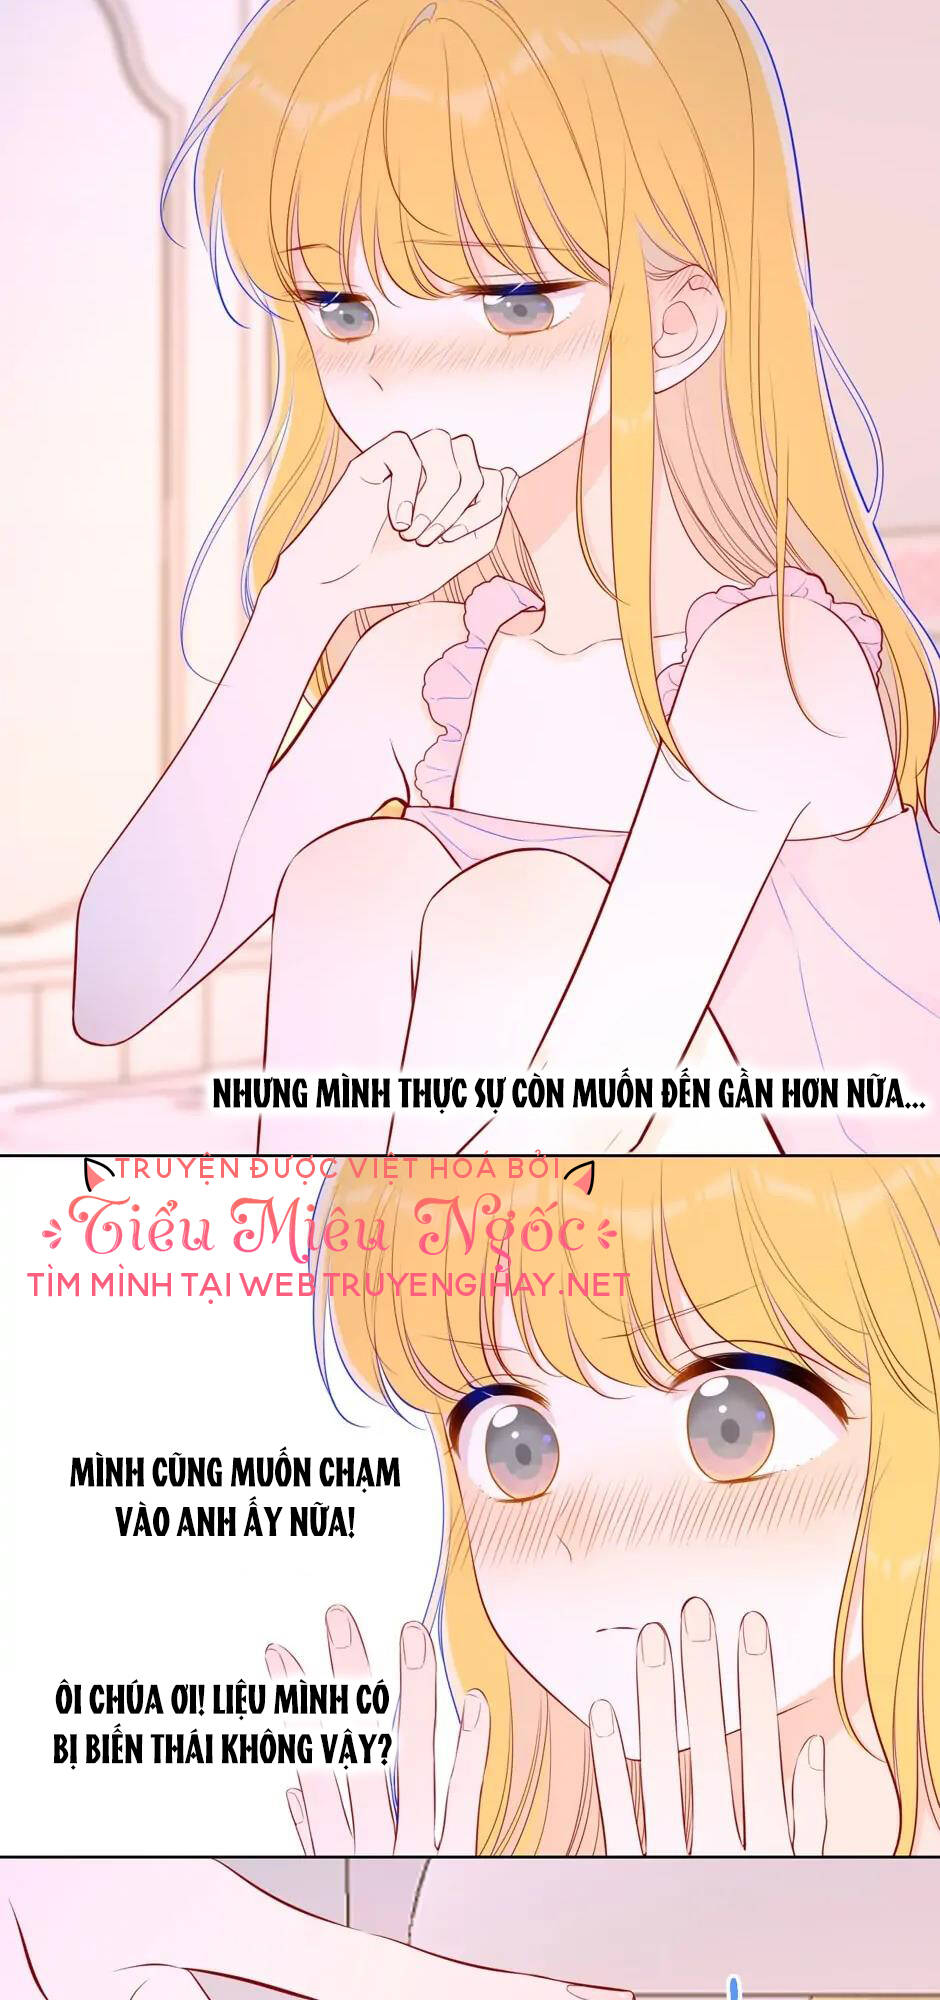 NHƯNG MÌNH THỰC SỰ CÒN MUỐN ĐẾN GẦN HƠN NỮA...
TRUYỆN ĐƯỢC VIỆT HOÁ BỞI
TIỂU MIÊU NGỐC
TÌM MÌNH TẠI WEB TRUYENGIHAY.NET
MÌNH CŨNG MUỐN CHẠM
VÀO ANH ẤY NỮA!
ÔI CHÚA ƠI! LIỆU MÌNH CÓ
BỊ BIẾN THÁI KHÔNG VẬY?